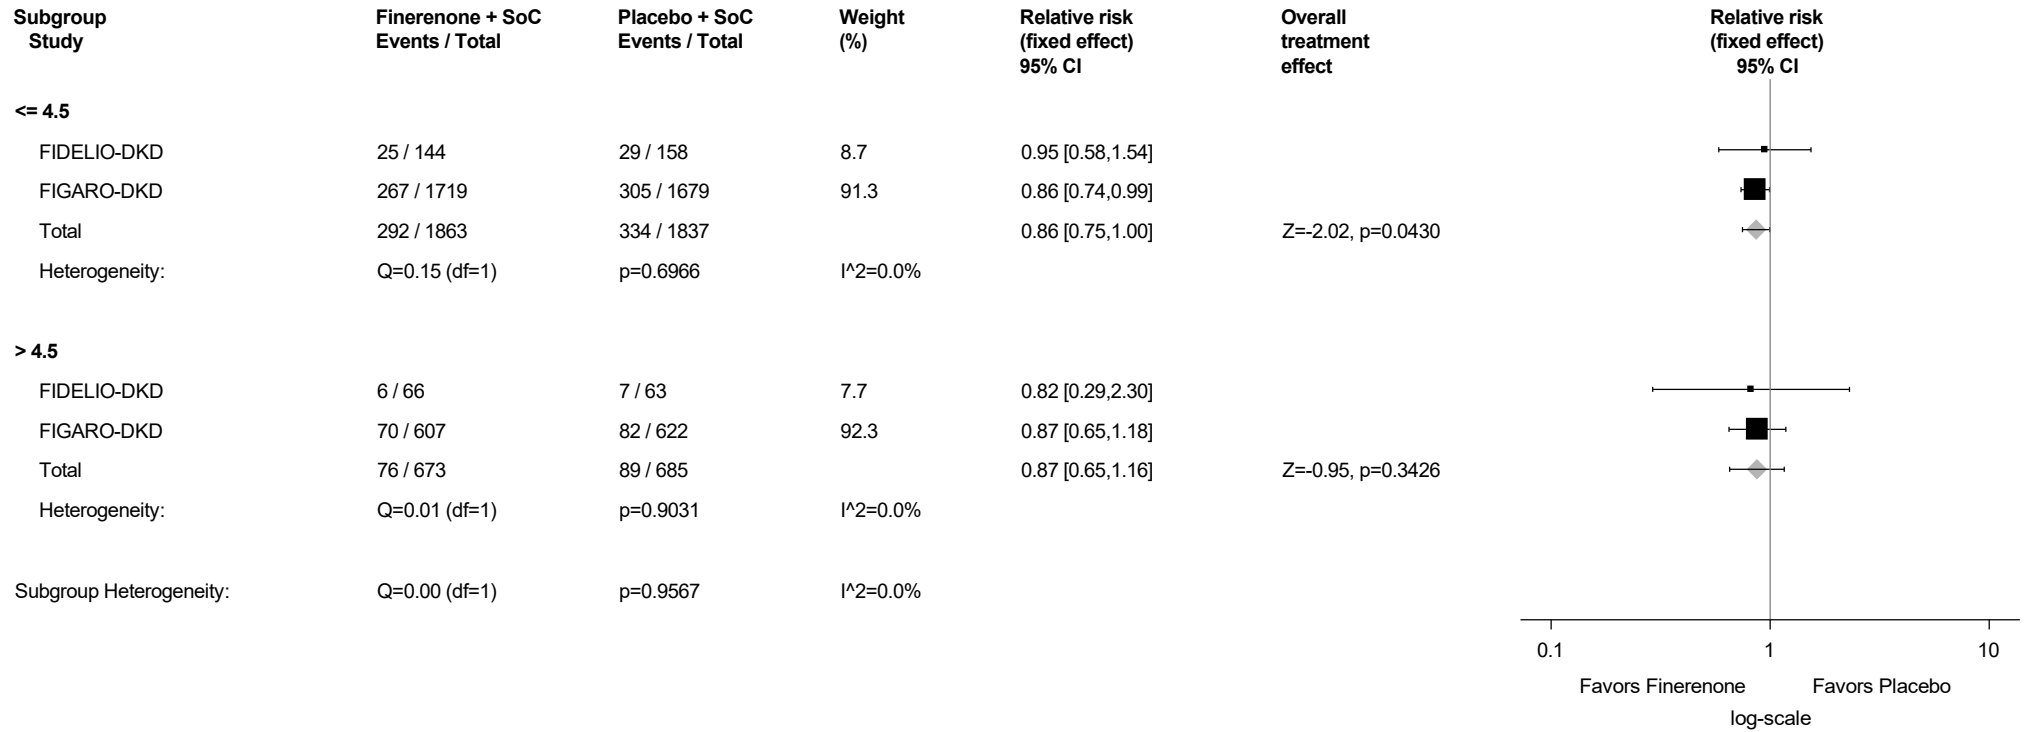 Subgroup Finerenone + SoC Placebo + SoC Weight Relative risk Overall Relative risk
Study Events / Total Events / Total (%) (fixed effect) treatment (fixed effect)
95% CI effect 95% CI
<= 4.5
FIDELIO-DKD 25 / 144 29 / 158 8.7 0.95 [0.58,1.54]
FIGARO-DKD 267 / 1719 305 / 1679 91.3 0.86 [0.74,0.99]
Total 292 / 1863 334 / 1837 0.86 [0.75,1.00] Z=-2.02, p=0.0430
Heterogeneity: Q=0.15 (df=1) p=0.6966 I^2=0.0%
> 4.5
FIDELIO-DKD 6 / 66 7 / 63 7.7 0.82 [0.29,2.30]
FIGARO-DKD 70 / 607 82 / 622 92.3 0.87 [0.65,1.18]
Total 76 / 673 89 / 685 0.87 [0.65,1.16] Z=-0.95, p=0.3426
Heterogeneity: Q=0.01 (df=1) p=0.9031 I^2=0.0%
Subgroup Heterogeneity: Q=0.00 (df=1) p=0.9567 I^2=0.0%
0.1 1 10
Favors Finerenone Favors Placebo
log-scale